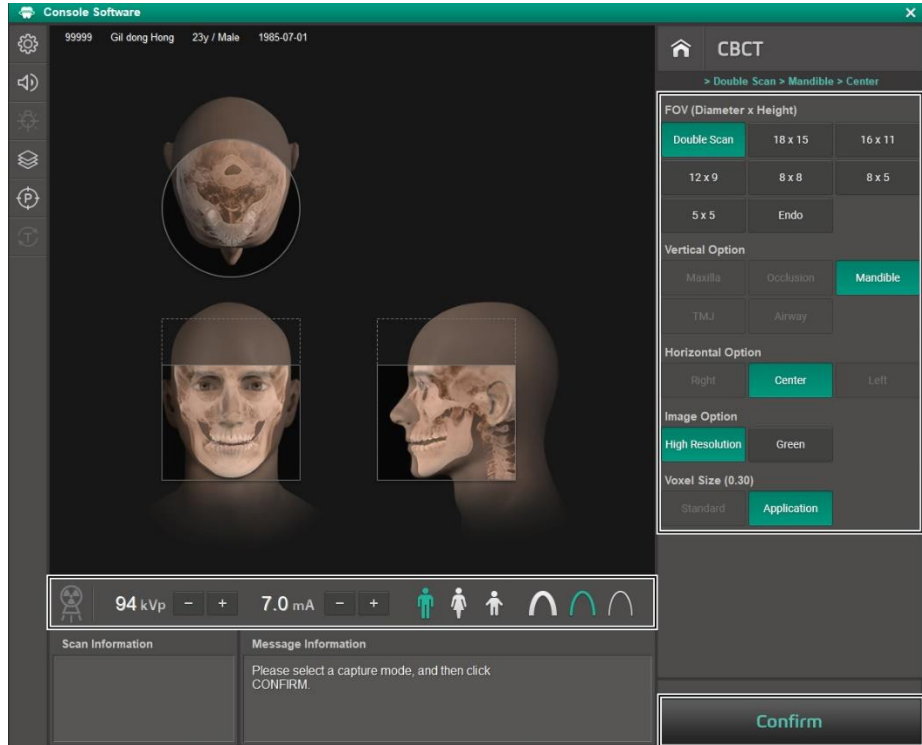 Console Software
99999 Gil dong Hong 23y / Male 1985-07-01
CBCT
> Double Scan > Mandible > Center
FOV (Diameter x Height)
Double Scan 18 x 15 16 x 11
12 x 9 8 x 8 8 x 5
5 x 5 Endo
Vertical Option
Maxilla Occlusion Mandible
TMJ Airway
Horizontal Option
Right Center Left
Image Option
High Resolution Green
Voxel Size (0.30)
Standard Application
94 kVp - + 7.0 mA - +
Scan Information
Message Information
Please select a capture mode, and then click
CONFIRM.
Confirm
P
T